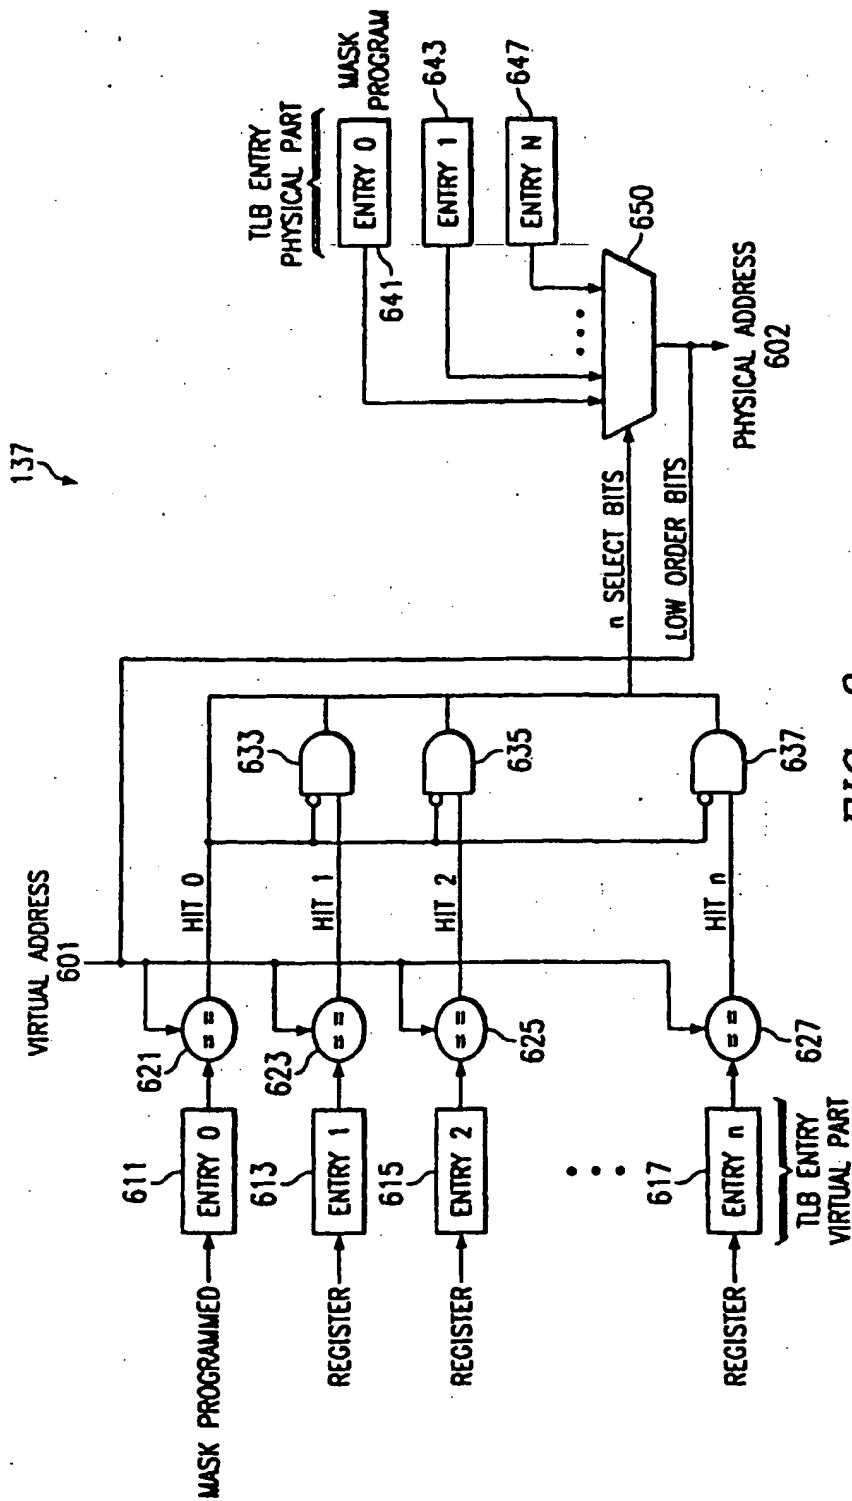 137
VIRTUAL ADDRESS
601
MASK PROGRAMMED
611
ENTRY 0
621
= =
HIT 0
REGISTER
613
ENTRY 1
623
= =
HIT 1
633
REGISTER
615
ENTRY 2
625
= =
HIT 2
635
REGISTER
617
ENTRY n
627
= =
HIT n
637
TLB ENTRY
VIRTUAL PART
n SELECT BITS
LOW ORDER BITS
TLB ENTRY
PHYSICAL PART
MASK
PROGRAM
641
ENTRY 0
643
ENTRY 1
647
ENTRY N
650
PHYSICAL ADDRESS
602